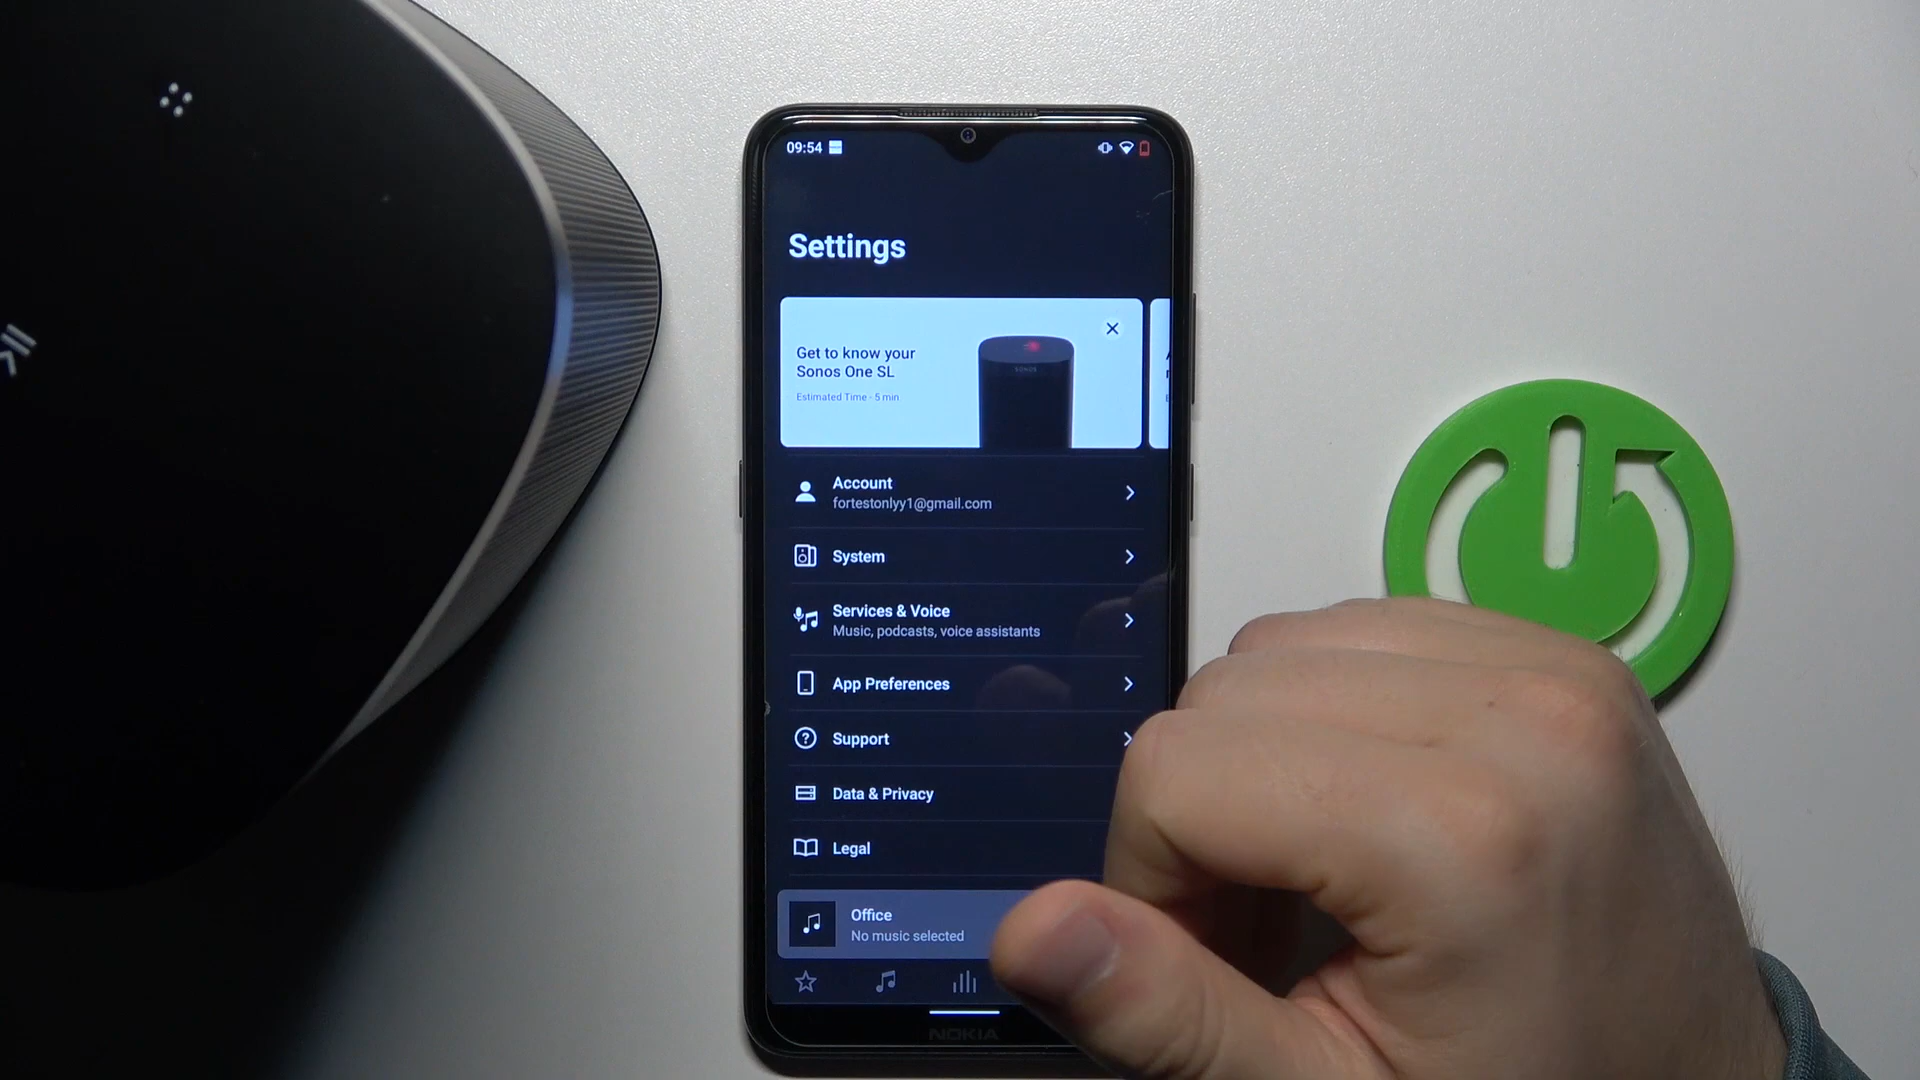 09:54
Settings
Get to know your
Sonos One SL
Estimated Time - 5 min
SONOS
Account
fortestonlyy1@gmail.com
System
Services & Voice
Music, podcasts, voice assistants
App Preferences
Support
Data & Privacy
Legal
Office
No music selected
NOKIA